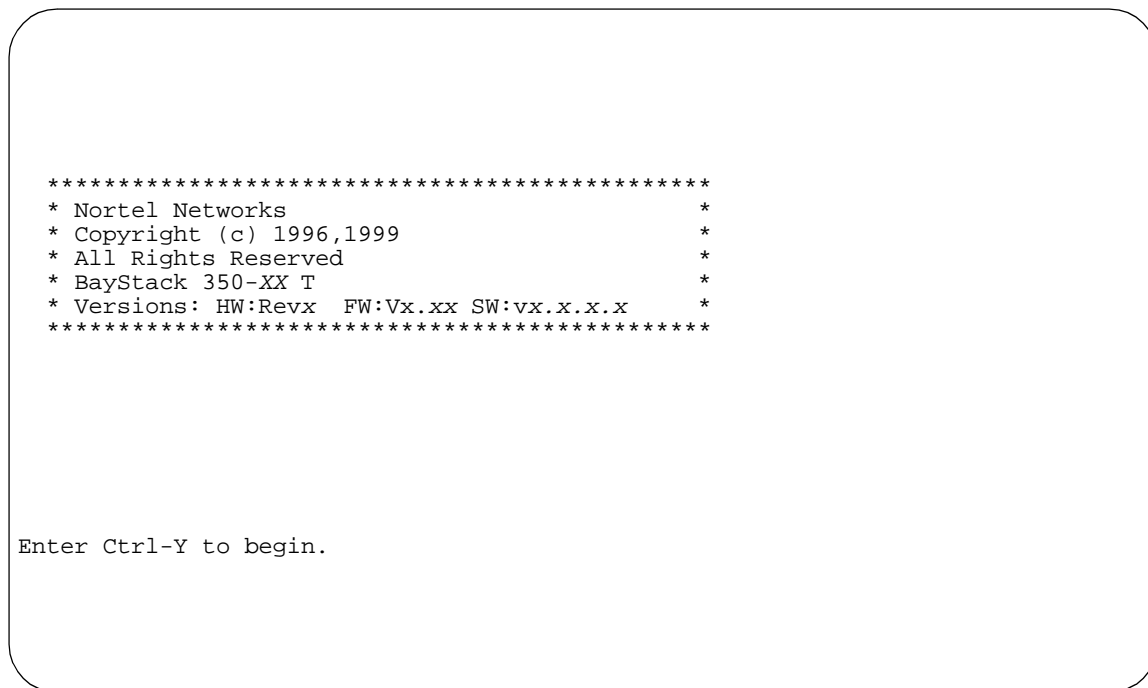 ***********************************************
* Nortel Networks *
* Copyright (c) 1996,1999 *
* All Rights Reserved *
* BayStack 350-XX T *
* Versions: HW:Revx FW:Vx.xx SW:vx.x.x.x *
***********************************************
Enter Ctrl-Y to begin.